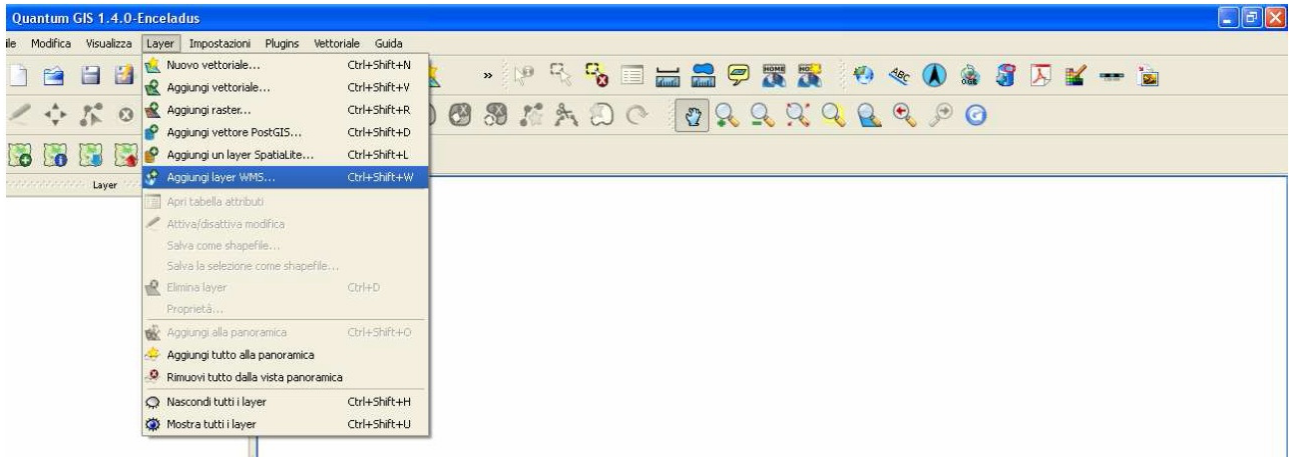 Quantum GIS 1.4.0-Enceladus
ile Modifica Visualizza Layer Impostazioni Plugins Vettoriale Guida
Nuovo vettoriale... Ctrl+Shift+N
Aggiungi vettoriale... Ctrl+Shift+V
Aggiungi raster... Ctrl+Shift+R
Aggiungi vettore PostGIS... Ctrl+Shift+D
Aggiungi un layer SpatiaLite... Ctrl+Shift+L
Aggiungi layer WMS... Ctrl+Shift+W
Layer
Apri tabella attributi
Attiva/disattiva modifica
Salva come shapefile...
Salva la selezione come shapefile...
Elimina layer Ctrl+D
Proprietà...
Aggiungi alla panoramica Ctrl+Shift+O
Aggiungi tutto alla panoramica
Rimuovi tutto dalla vista panoramica
Nascondi tutti i layer Ctrl+Shift+H
Mostra tutti i layer Ctrl+Shift+U